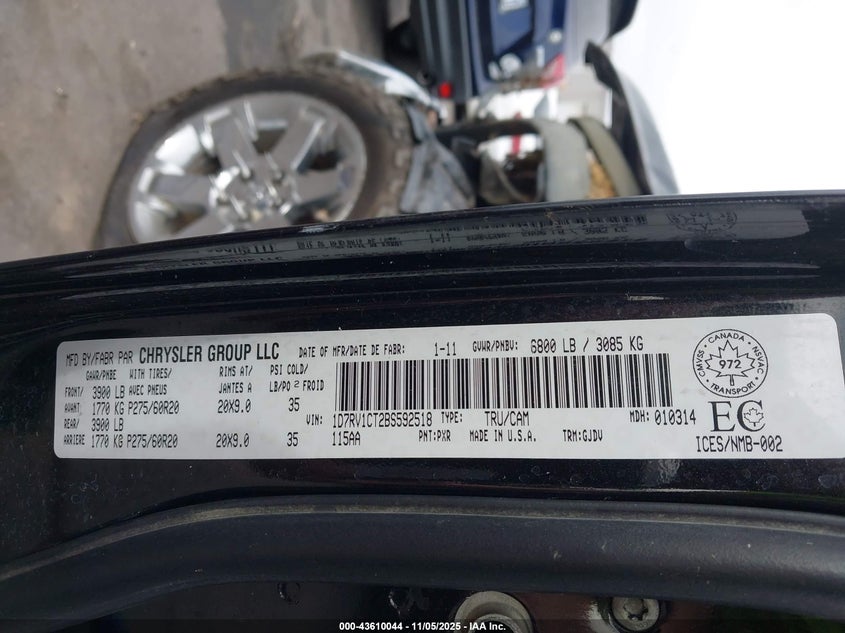 MFD BY/FABR PAR CHRYSLER GROUP LLC DATE OF MFR/DATE DE FABR: 1-11 GVWR/PNBV: 6800 LB / 3085 KG
GAWR/PNBE WITH TIRES/ RIMS AT/ PSI COLD/
FRONT/ 3900 LB AVEC PNEUS JANTES A LB/PO 2 FROID
AVANT 1770 KG P275/60R20 20X9.0 35
REAR/ 3900 LB
ARRIERE 1770 KG P275/60R20 20X9.0 35
VIN: 1D7RV1CT2BS592518 TYPE: TRU/CAM MDH: 010314
115AA PNT:PXR MADE IN U.S.A. TRM:GJDV
CANADA
CMVSS NSVAC
972
TRANSPORT
EC
ICES/NMB-002
000-43610044 - 11/05/2025 - IAA Inc.